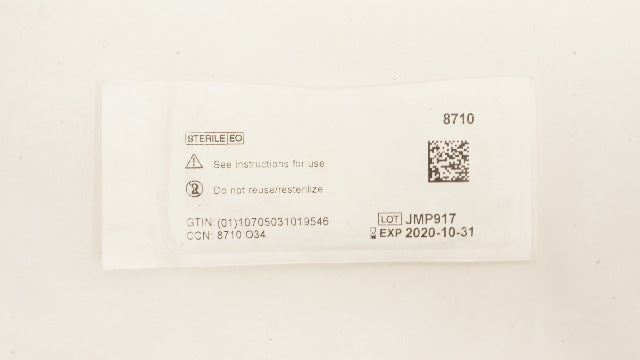 8710
STERILE EO
See instructions for use
Do not reuse/resterilize
GTIN: (01)10705031019546
CCN: 8710.O34
LOT JMP917
EXP 2020-10-31